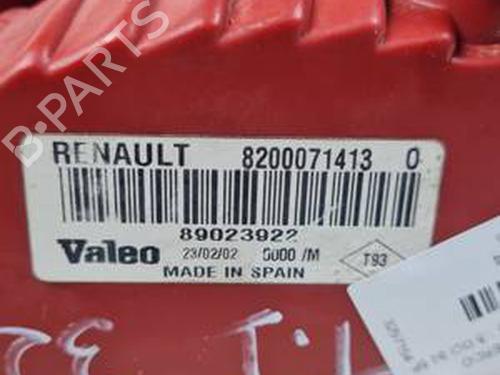 B-PARTS
RENAULT 8200071413 0
89023922
Valeo 23/02/02 0000 /M T93
MADE IN SPAIN